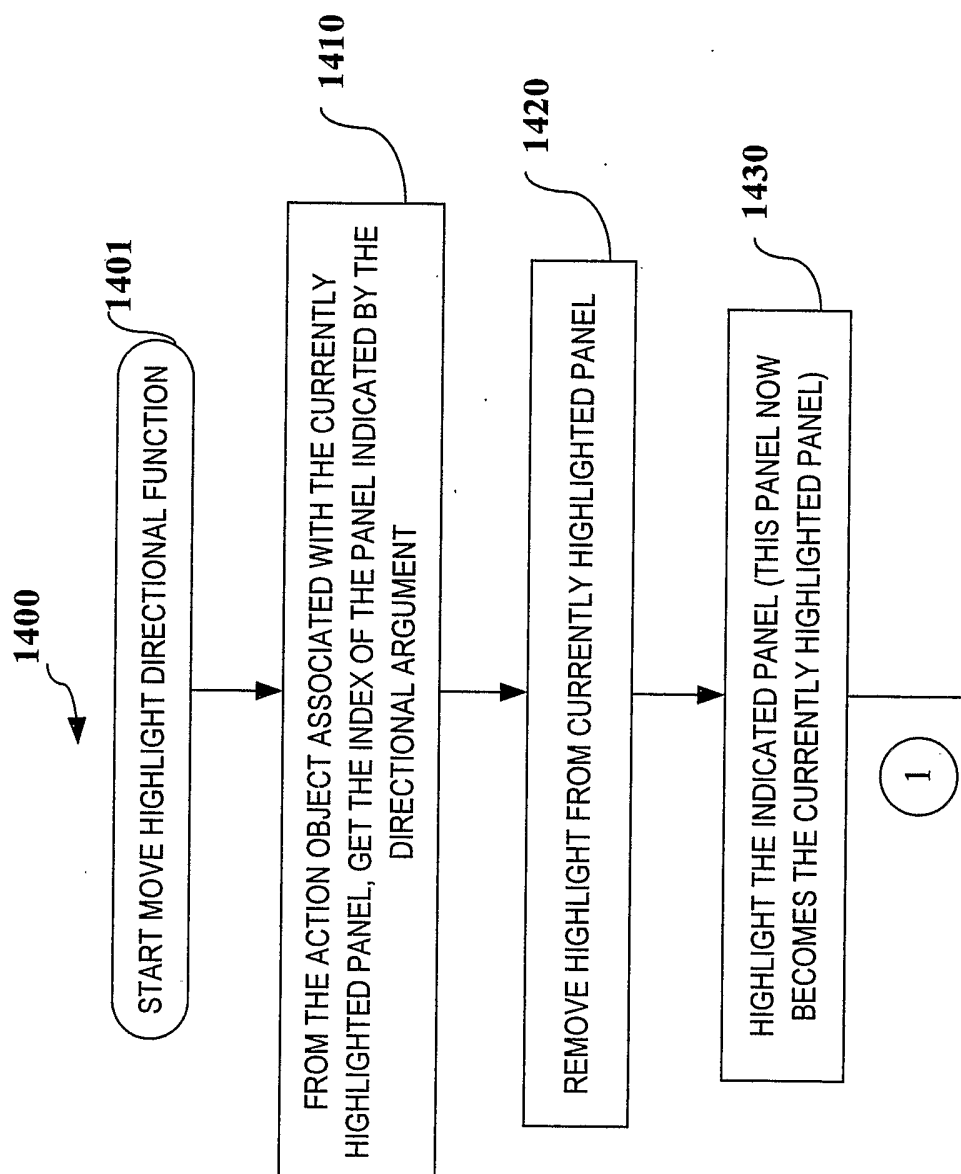 1400
1401
START MOVE HIGHLIGHT DIRECTIONAL FUNCTION
1410
FROM THE ACTION OBJECT ASSOCIATED WITH THE CURRENTLY
HIGHLIGHTED PANEL, GET THE INDEX OF THE PANEL INDICATED BY THE
DIRECTIONAL ARGUMENT
1420
REMOVE HIGHLIGHT FROM CURRENTLY HIGHLIGHTED PANEL
1430
HIGHLIGHT THE INDICATED PANEL (THIS PANEL NOW
BECOMES THE CURRENTLY HIGHLIGHTED PANEL)
1